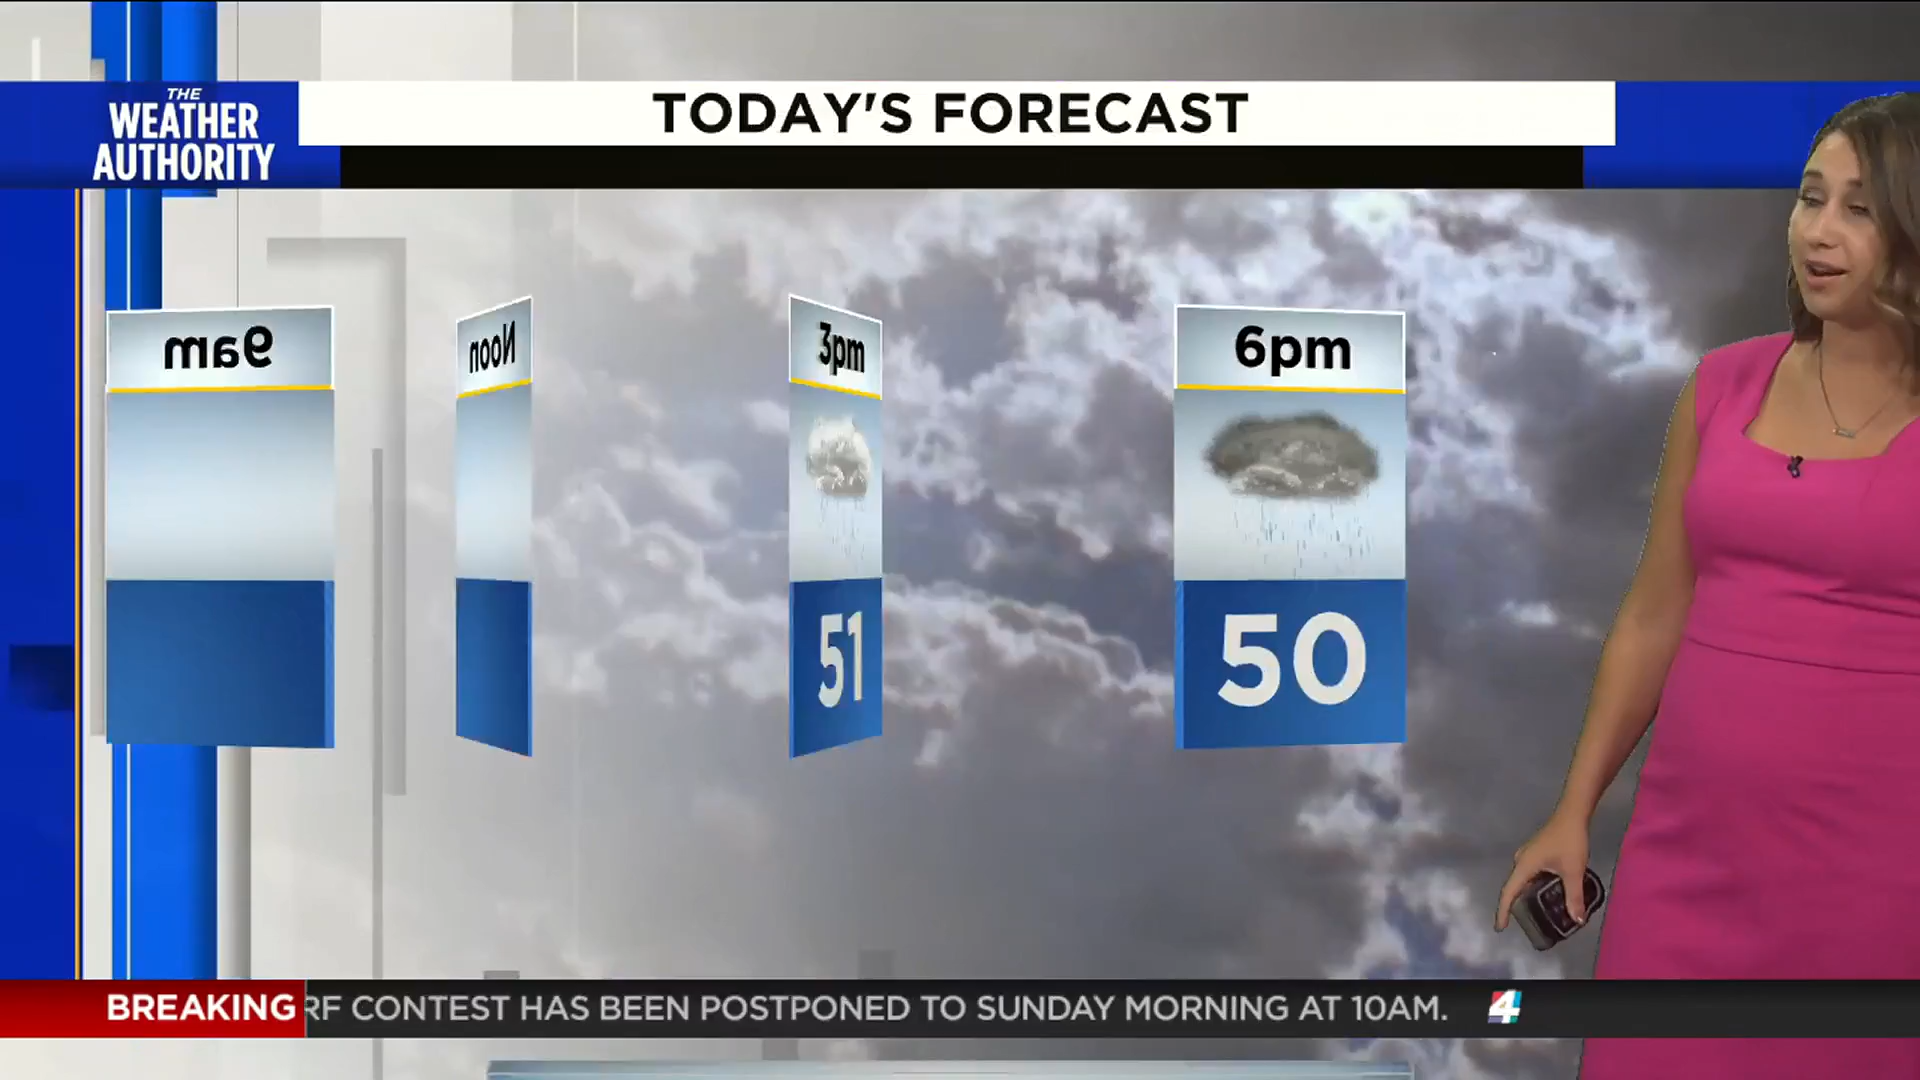 THE
WEATHER
AUTHORITY
TODAY'S FORECAST
9am
Noon
3pm
6pm
51
50
BREAKING
RF CONTEST HAS BEEN POSTPONED TO SUNDAY MORNING AT 10AM.
4